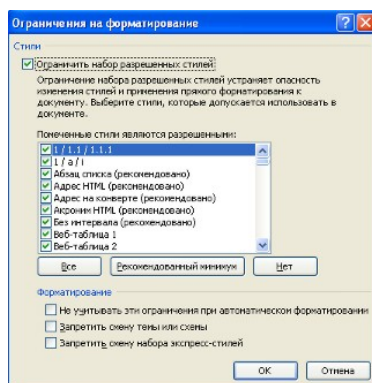 Ограничения на форматирование
Стили
Ограничить набор разрешенных стилей
Ограничение набора разрешенных стилей устраняет опасность
изменения стилей и применения прямого форматирования к
документу. Выберите стили, которые допускается использовать в
документе.
Помеченные стили являются разрешенными:
1 / 1.1 / 1.1.1
1 / a / i
Абзац списка (рекомендовано)
Адрес HTML (рекомендовано)
Адрес на конверте (рекомендовано)
Акроним HTML (рекомендовано)
Без интервала (рекомендовано)
Веб-таблица 1
Веб-таблица 2
Все Рекомендованный минимум Нет
Форматирование
Не учитывать эти ограничения при автоматическом форматировании
Запретить смену темы или схемы
Запретить смену набора экспресс-стилей
ОК Отмена